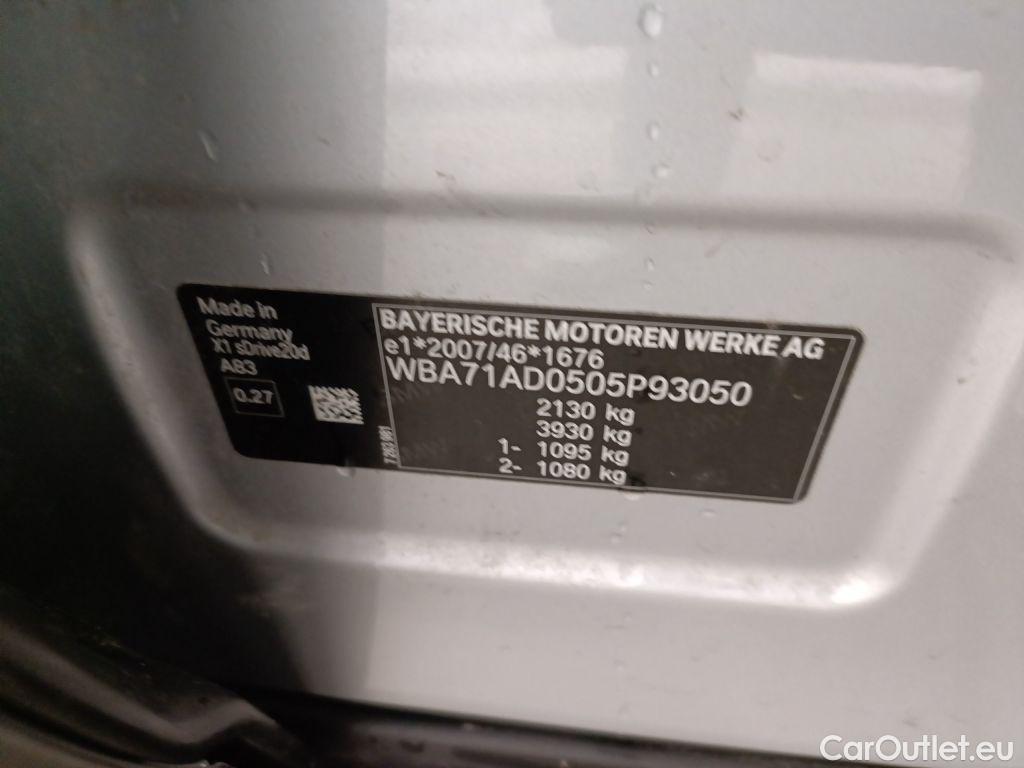 Made in
Germany
X1 sDrive20d
A83
0.27
BAYERISCHE MOTOREN WERKE AG
e1*2007/46*1676
WBA71AD0505P93050
2130 kg
3930 kg
1- 1095 kg
2- 1080 kg
CarOutlet.eu